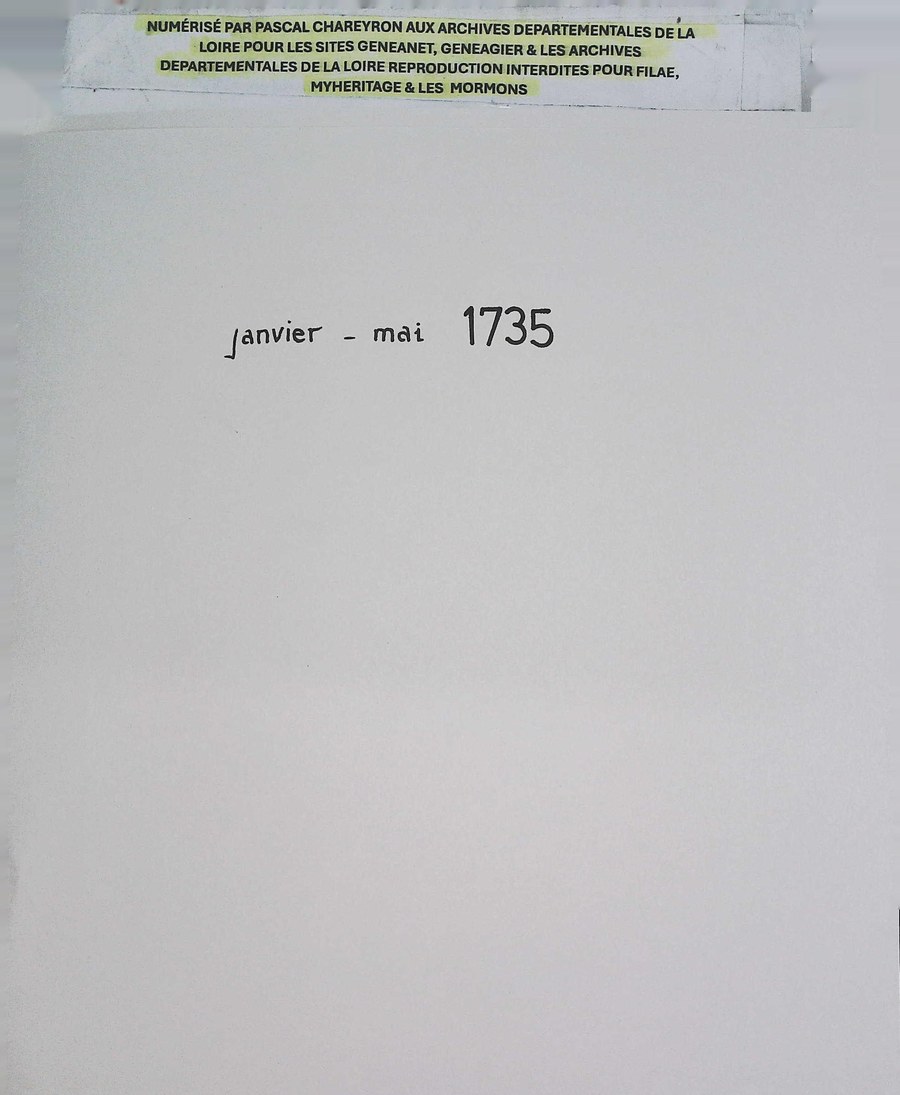 NUMÉRISÉ PAR PASCAL CHAREYRON AUX ARCHIVES DEPARTEMENTALES DE LA
LOIRE POUR LES SITES GENEANET, GENEAGIER & LES ARCHIVES
DEPARTEMENTALES DE LA LOIRE REPRODUCTION INTERDITES POUR FILAE,
MYHERITAGE & LES MORMONS
janvier - mai 1735